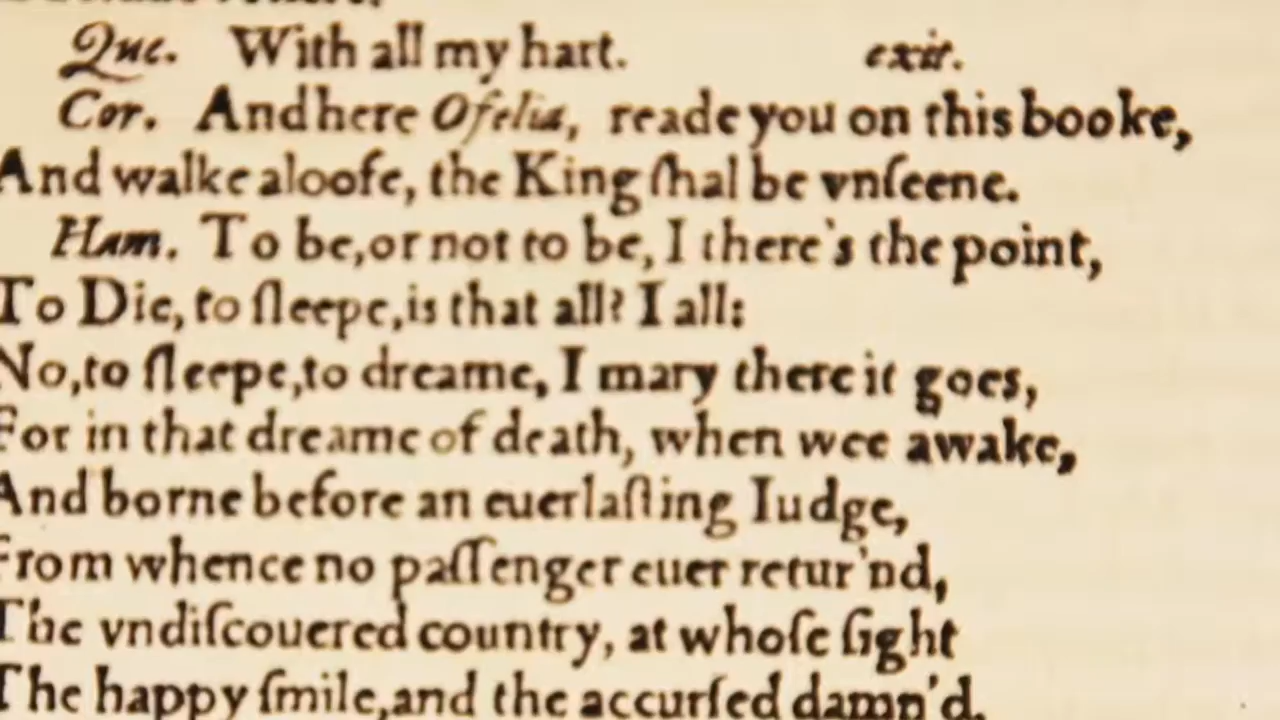 Que. With all my hart. exit.
Cor. And here Ofelia, reade you on this booke,
And walke aloofe, the King ſhal be vnſeene.
Ham. To be, or not to be, I there's the point,
To Die, to ſleepe, is that all? I all:
No, to ſleepe, to dreame, I mary there it goes,
For in that dreame of death, when wee awake,
And borne before an euerlaſting Iudge,
From whence no paſſenger euer retur'nd,
The vndiſcouered country, at whoſe ſight
The happy ſmile, and the accurſed damn'd.